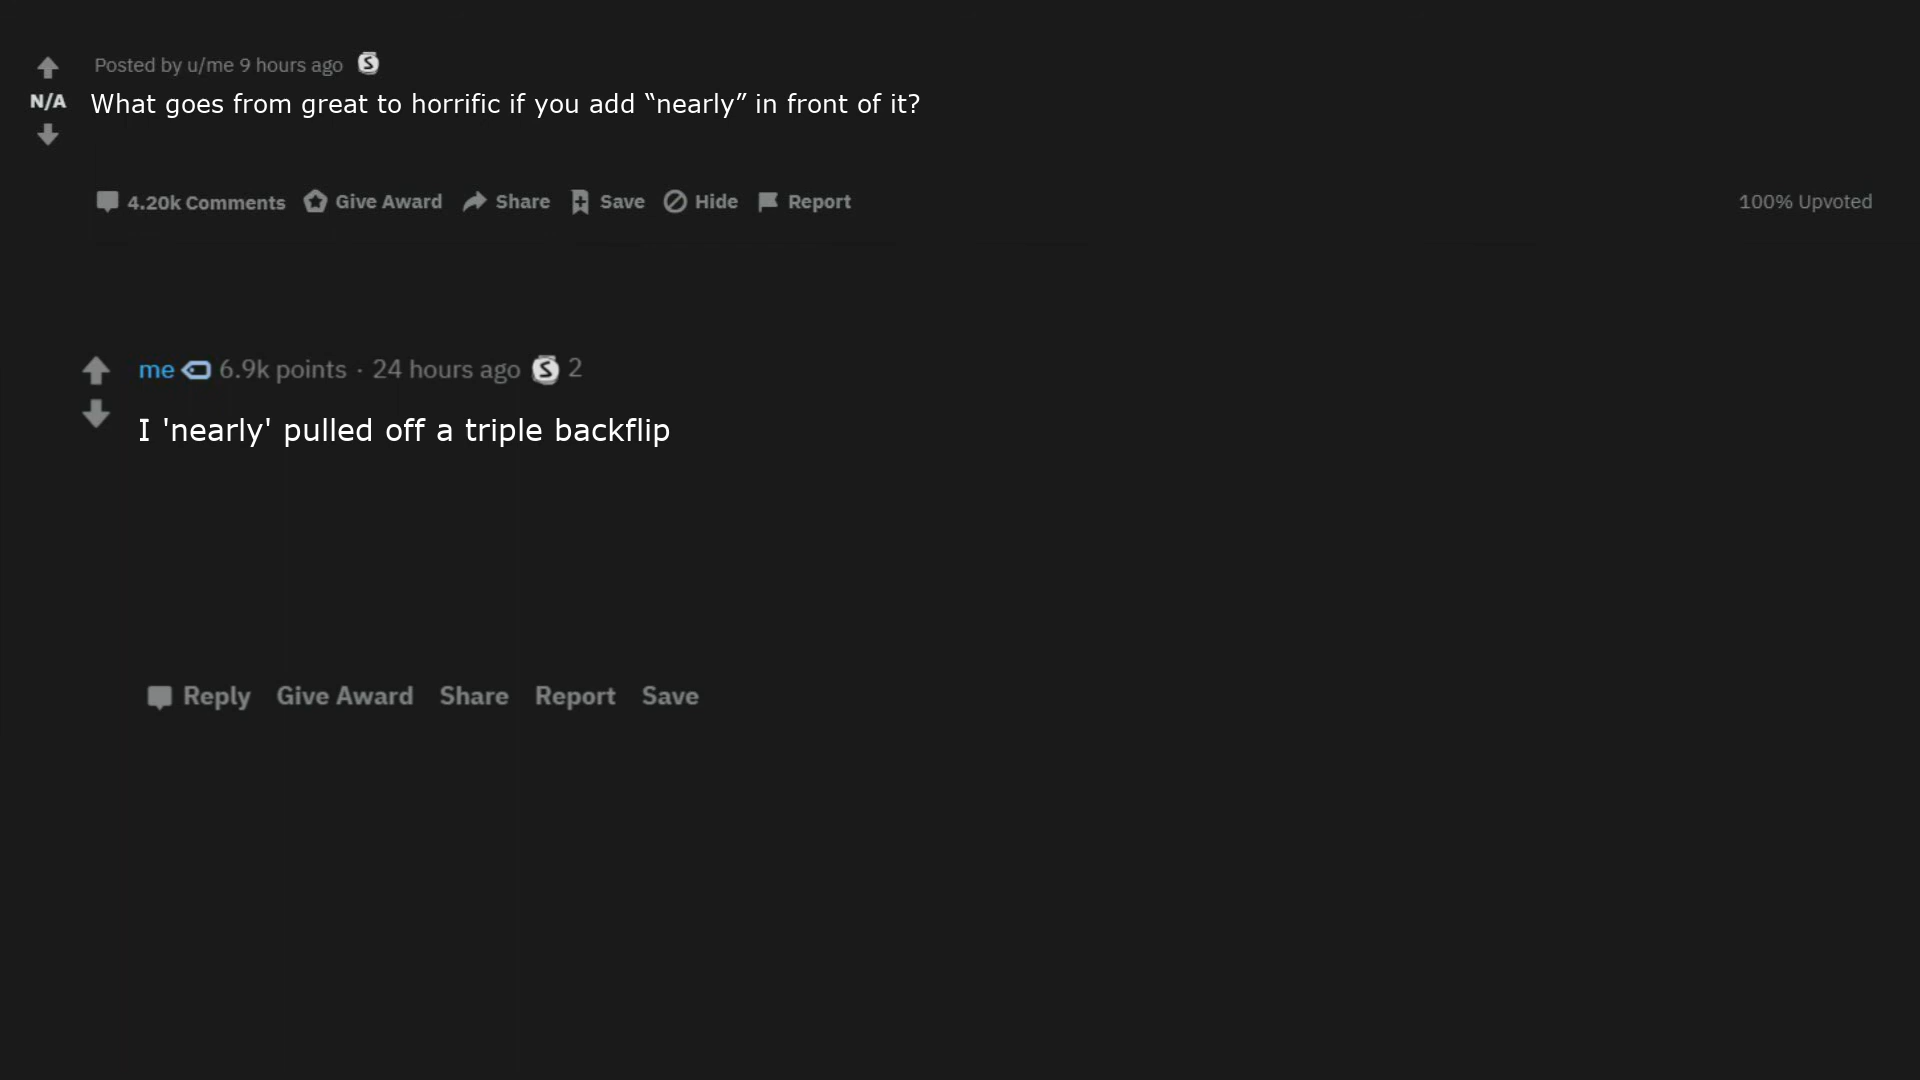 Posted by u/me 9 hours ago S
N/A
What goes from great to horrific if you add “nearly” in front of it?
4.20k Comments Give Award Share Save Hide Report 100% Upvoted
me 6.9k points · 24 hours ago S 2
I 'nearly' pulled off a triple backflip
Reply Give Award Share Report Save